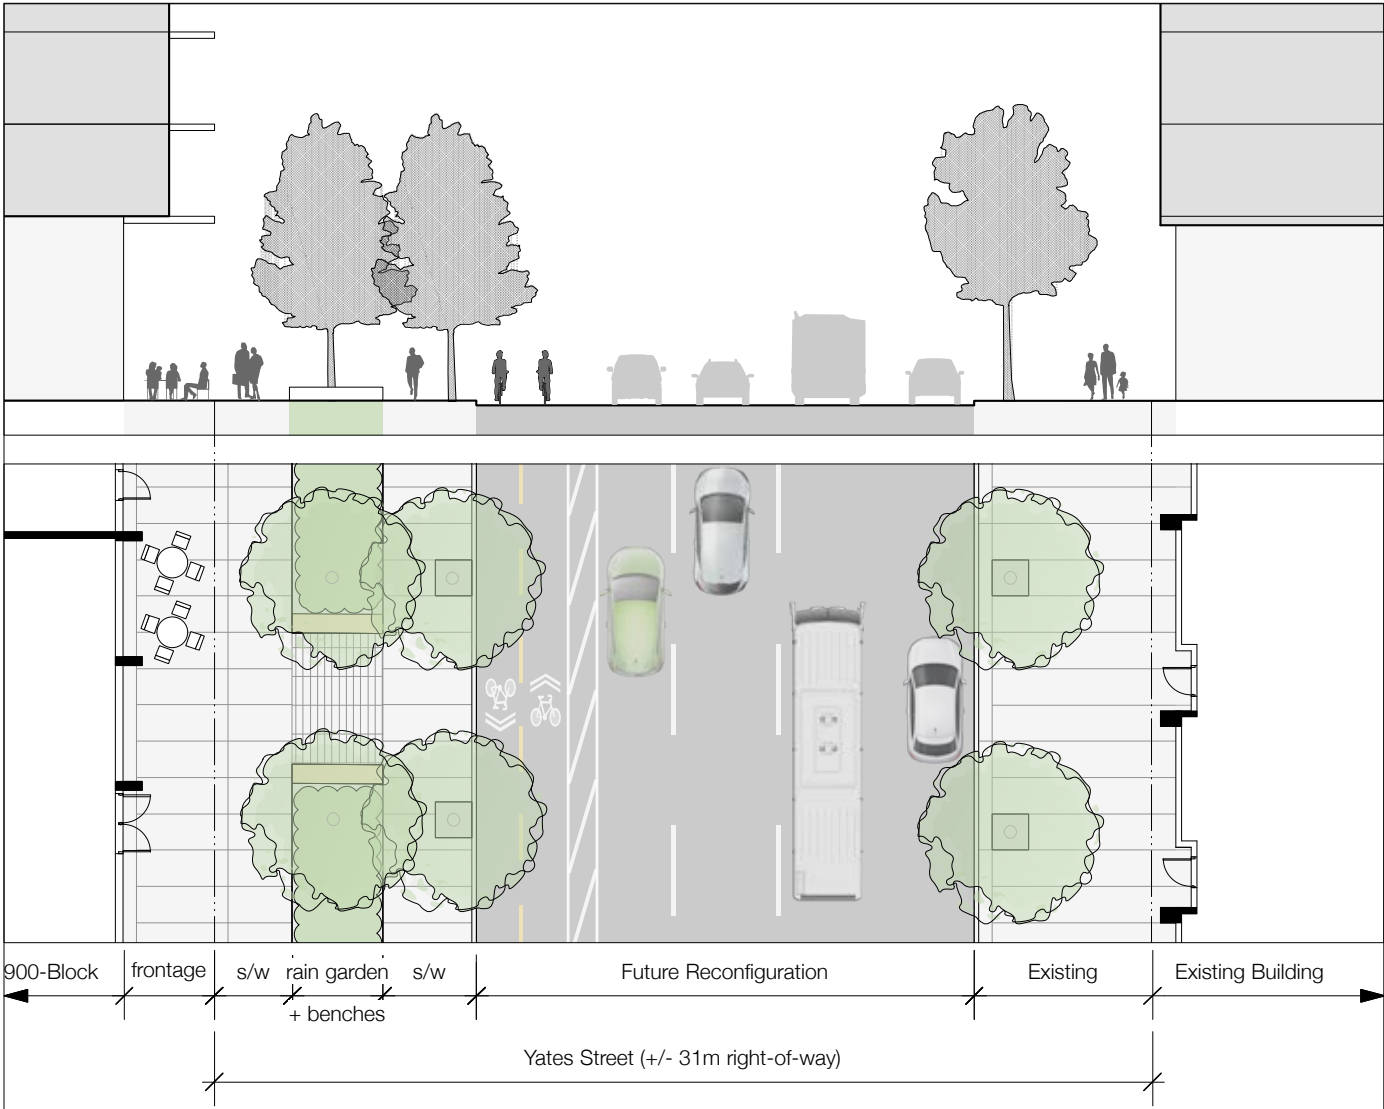 900-Block
frontage
s/w
rain garden
+ benches
s/w
Future Reconfiguration
Existing
Existing Building
Yates Street (+/- 31m right-of-way)